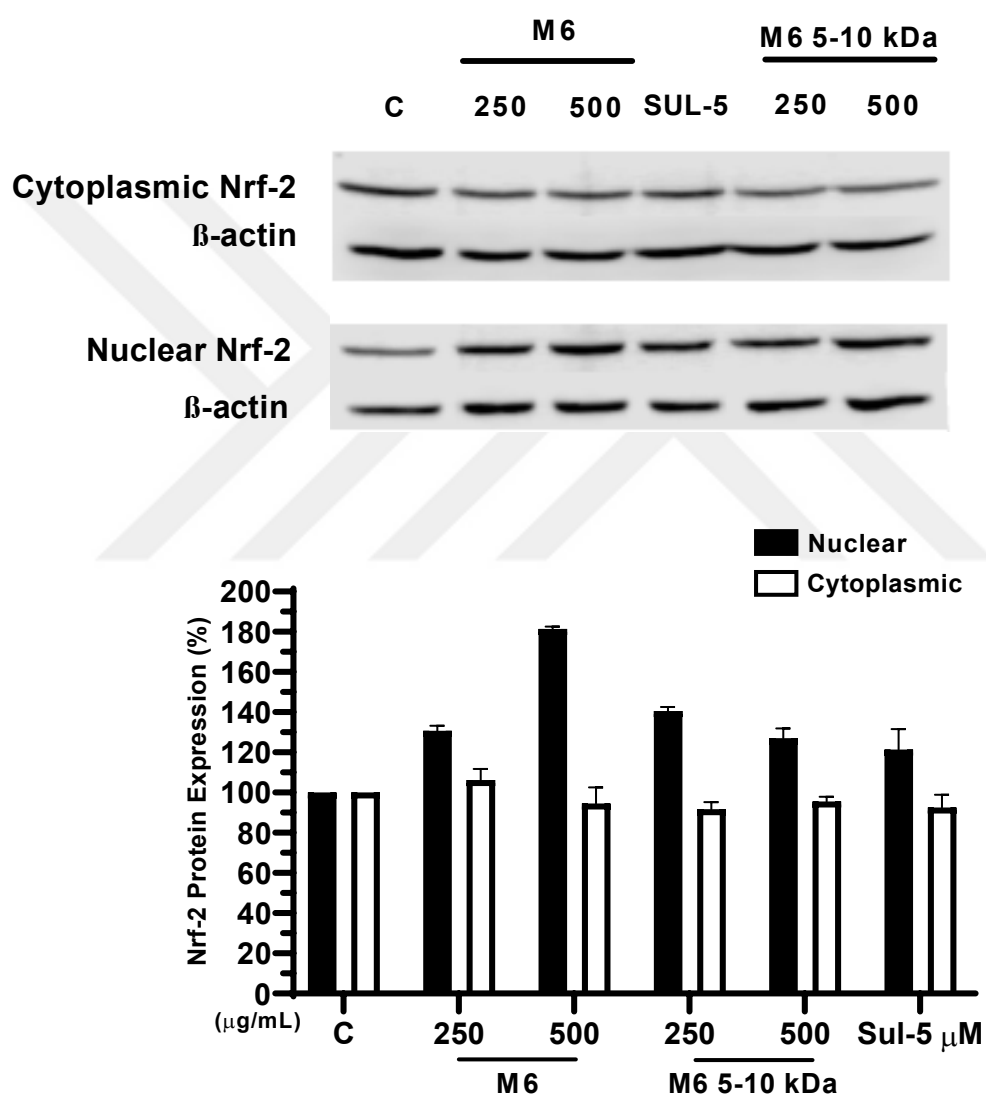 M6 M6 5-10 kDa
C 250 500 SUL-5 250 500
Cytoplasmic Nrf-2
ß-actin
Nuclear Nrf-2
ß-actin
Nuclear
Cytoplasmic
Nrf-2 Protein Expression (%)
200
180
160
140
120
100
80
60
40
20
0
(μg/mL)
C 250 500 250 500 Sul-5 μM
M6 M6 5-10 kDa